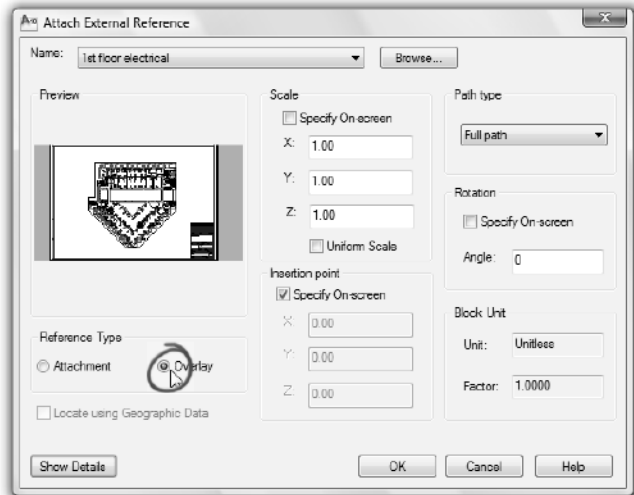 Attach External Reference
Name: 1st floor electrical Browse...
Preview
Scale
Specify On-screen
X: 1.00
Y: 1.00
Z: 1.00
Uniform Scale
Path type
Full path
Rotation
Specify On-screen
Angle: 0
Insertion point
Specify On-screen
X: 0.00
Y: 0.00
Z: 0.00
Block Unit
Unit: Unitless
Factor: 1.0000
Reference Type
Attachment Overlay
Locate using Geographic Data
Show Details OK Cancel Help